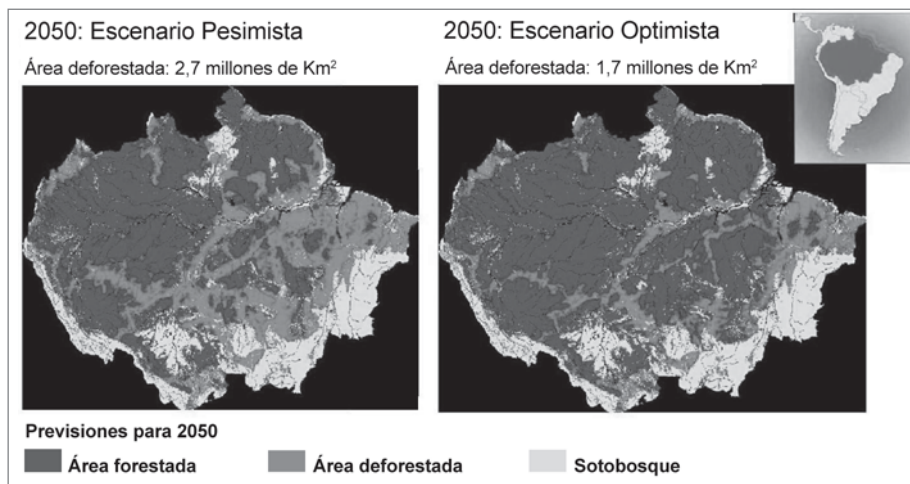 2050: Escenario Pesimista
Área deforestada: 2,7 millones de Km²
2050: Escenario Optimista
Área deforestada: 1,7 millones de Km²
Previsiones para 2050
Área forestada
Área deforestada
Sotobosque